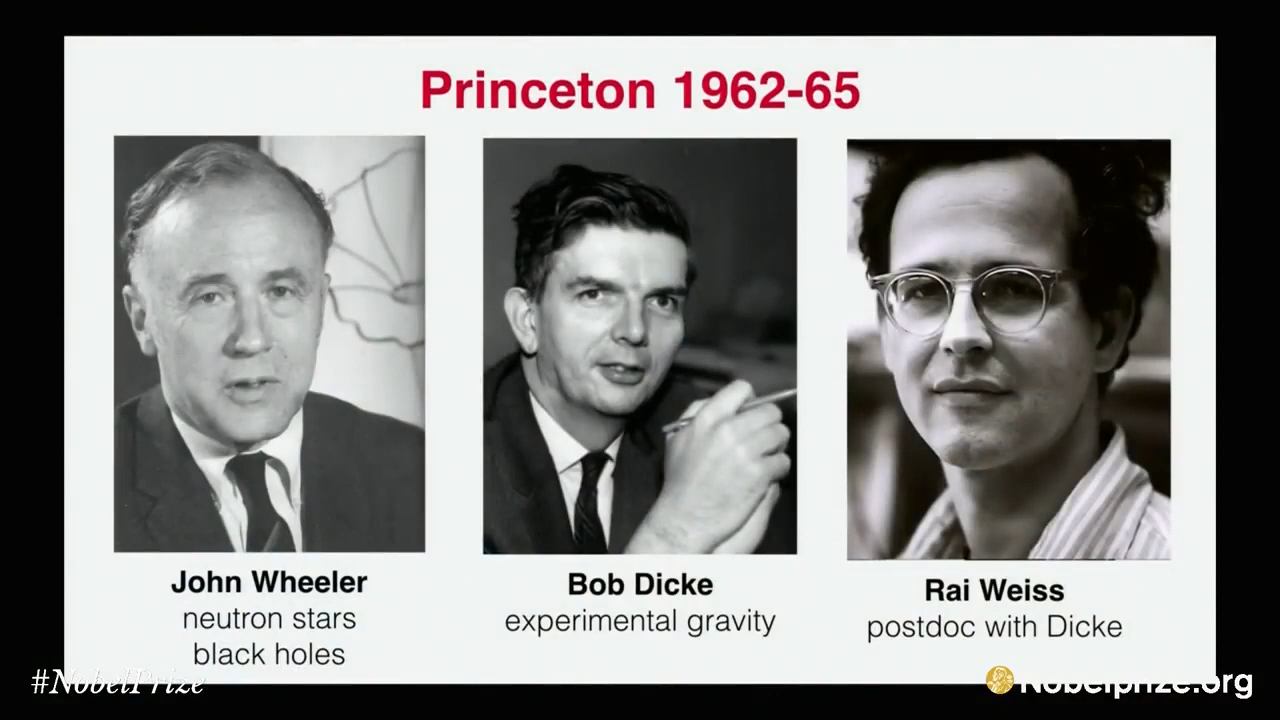 Princeton 1962-65
John Wheeler
neutron stars
black holes
Bob Dicke
experimental gravity
Rai Weiss
postdoc with Dicke
#NobelPrize
Nobelprize.org